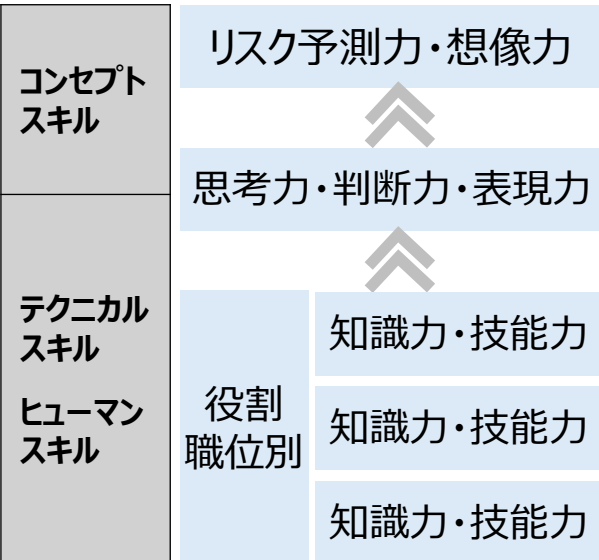 コンセプト
スキル
リスク予測力・想像力
思考力・判断力・表現力
テクニカル
スキル
ヒューマン
スキル
役割
職位別
知識力・技能力
知識力・技能力
知識力・技能力